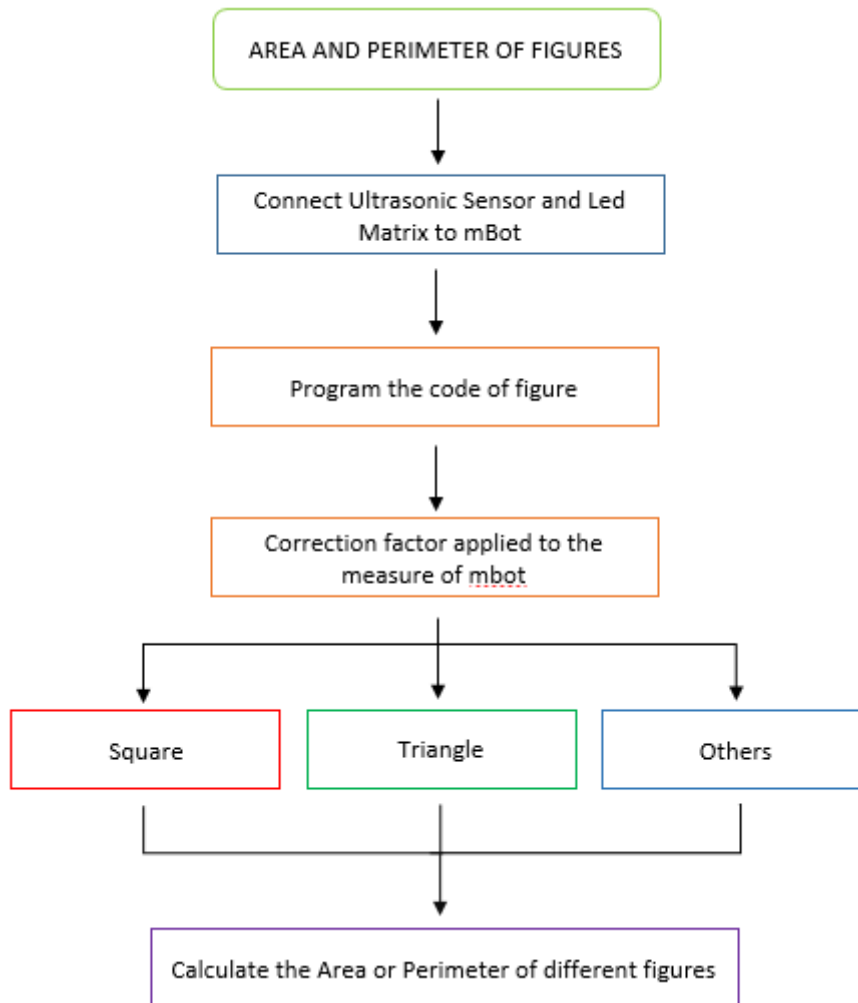 AREA AND PERIMETER OF FIGURES
Connect Ultrasonic Sensor and Led
Matrix to mBot
Program the code of figure
Correction factor applied to the
measure of mbot
Square
Triangle
Others
Calculate the Area or Perimeter of different figures